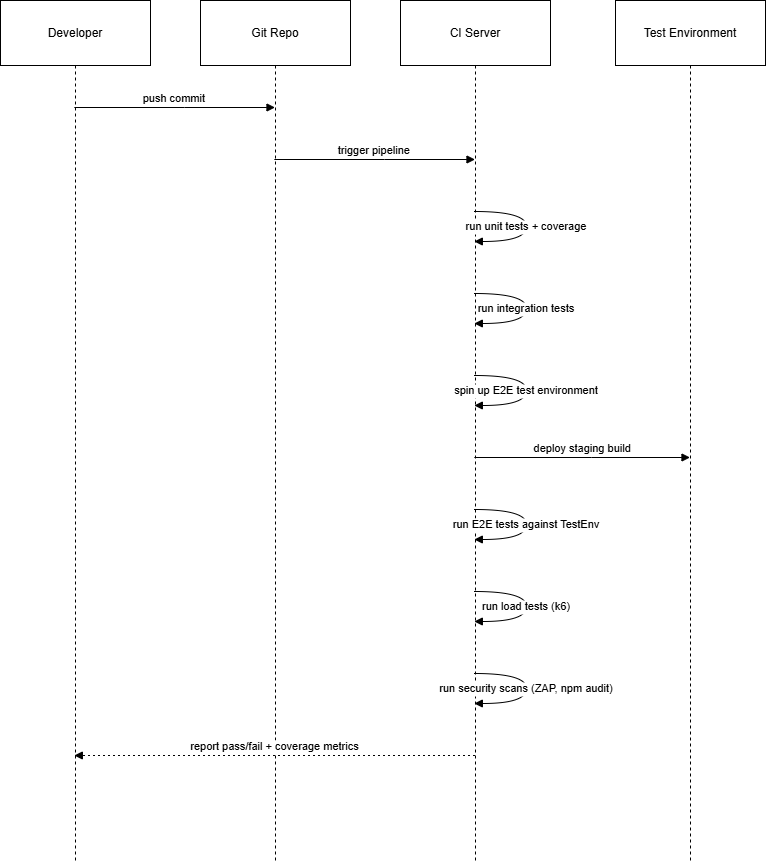 Developer
Git Repo
CI Server
Test Environment
push commit
trigger pipeline
run unit tests + coverage
run integration tests
spin up E2E test environment
deploy staging build
run E2E tests against TestEnv
run load tests (k6)
run security scans (ZAP, npm audit)
report pass/fail + coverage metrics